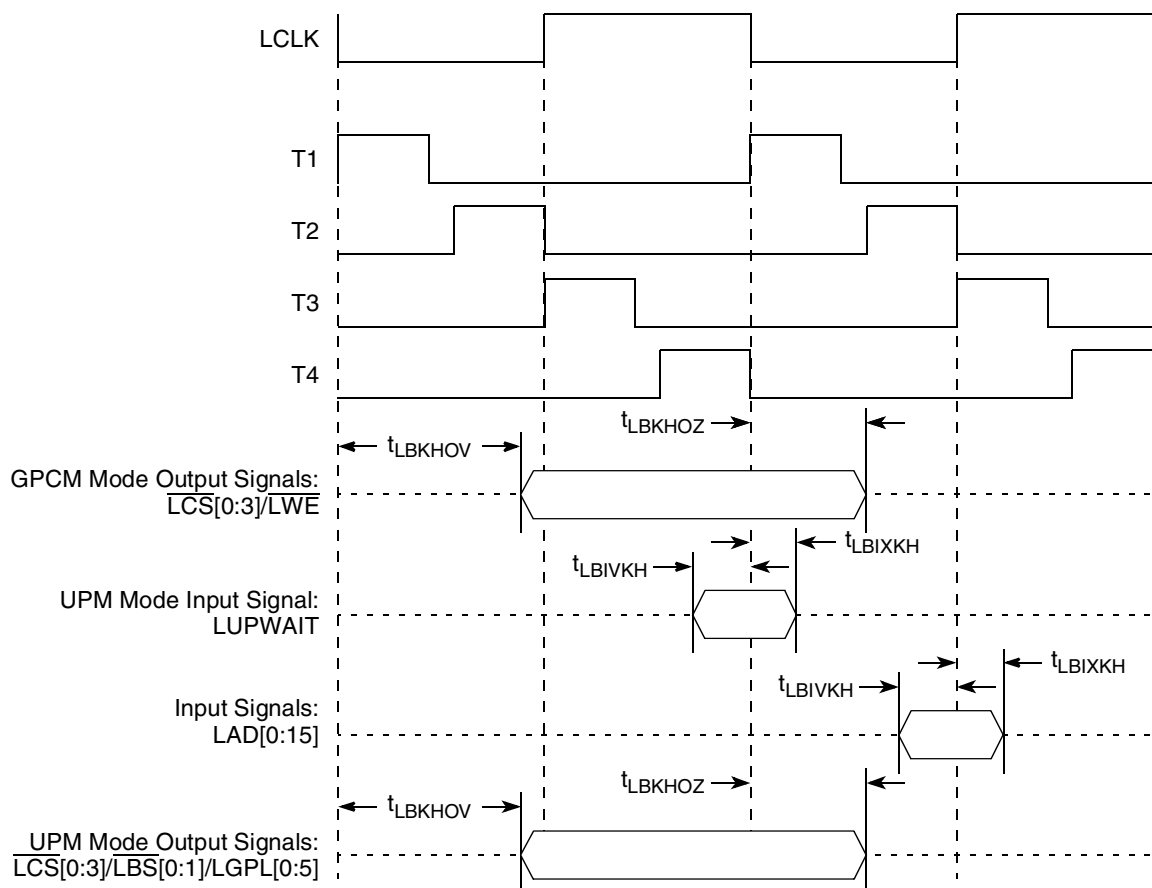 LCLK
T1
T2
T3
T4
tLBKHOZ
tLBKHOV
GPCM Mode Output Signals:
LCS[0:3]/LWE
tLBIXKH
tLBIVKH
UPM Mode Input Signal:
LUPWAIT
tLBIXKH
tLBIVKH
Input Signals:
LAD[0:15]
tLBKHOZ
tLBKHOV
UPM Mode Output Signals:
LCS[0:3]/LBS[0:1]/LGPL[0:5]